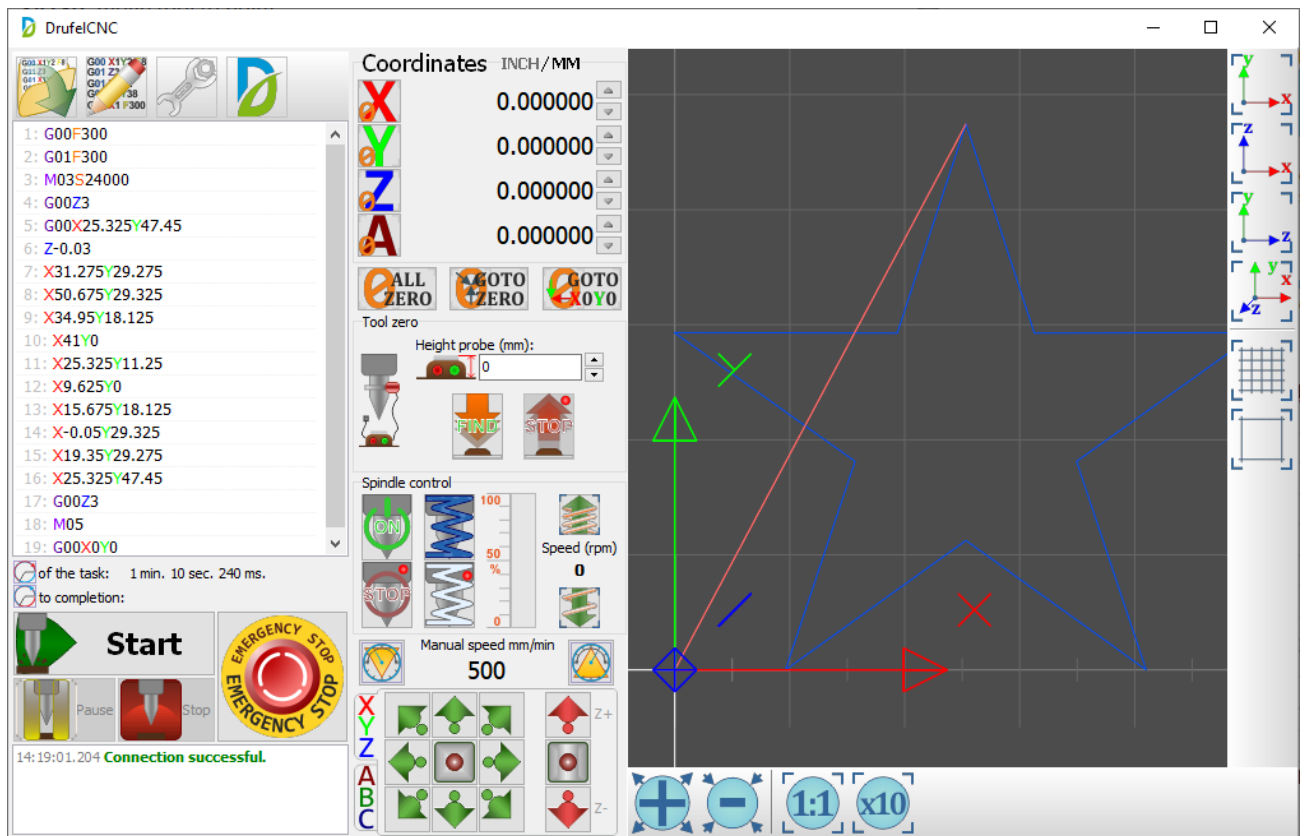 DrufelCNC
Coordinates INCH/MM
X 0.000000
Y 0.000000
Z 0.000000
A 0.000000
ALL ZERO
GOTO ZERO
GOTO X0Y0
1: G00F300
2: G01F300
3: M03S24000
4: G00Z3
5: G00X25.325Y47.45
6: Z-0.03
7: X31.275Y29.275
8: X50.675Y29.325
9: X34.95Y18.125
10: X41Y0
11: X25.325Y11.25
12: X9.625Y0
13: X15.675Y18.125
14: X-0.05Y29.325
15: X19.35Y29.275
16: X25.325Y47.45
17: G00Z3
18: M05
19: G00X0Y0
of the task: 1 min. 10 sec. 240 ms.
to completion:
Start
Pause
Stop
EMERGENCY STOP
EMERGENCY STOP
14:19:01.204 Connection successful.
Tool zero
Height probe (mm):
0
FIND
STOP
Spindle control
ON
STOP
100
50
%
0
Speed (rpm)
0
Manual speed mm/min
500
X
Y
Z
A
B
C
Z+
Z-
Y
X
y
x
z
x
y
z
y
x
z
1:1
x10